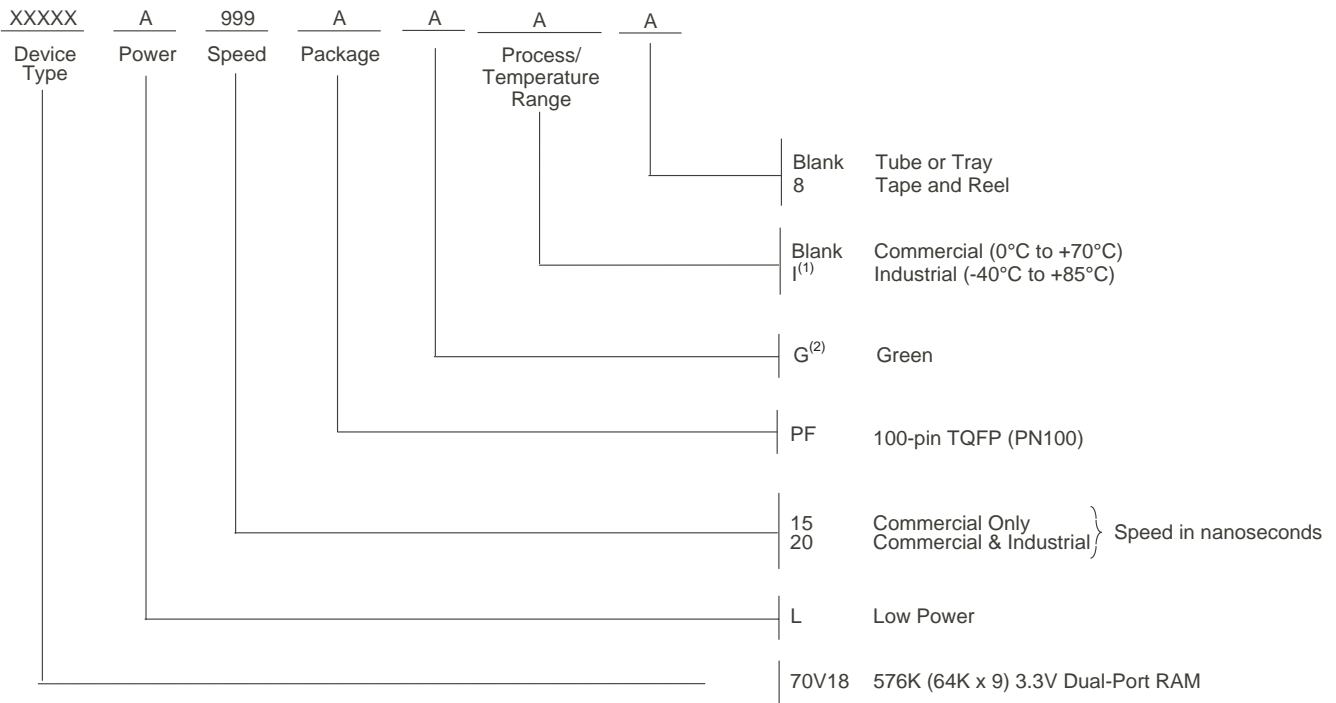 XXXXX A 999 A A A A
Device Type Power Speed Package Process/ Temperature Range
Blank Tube or Tray
8 Tape and Reel
Blank Commercial (0°C to +70°C)
I(1) Industrial (-40°C to +85°C)
G(2) Green
PF 100-pin TQFP (PN100)
15 Commercial Only
20 Commercial & Industrial
Speed in nanoseconds
L Low Power
70V18 576K (64K x 9) 3.3V Dual-Port RAM